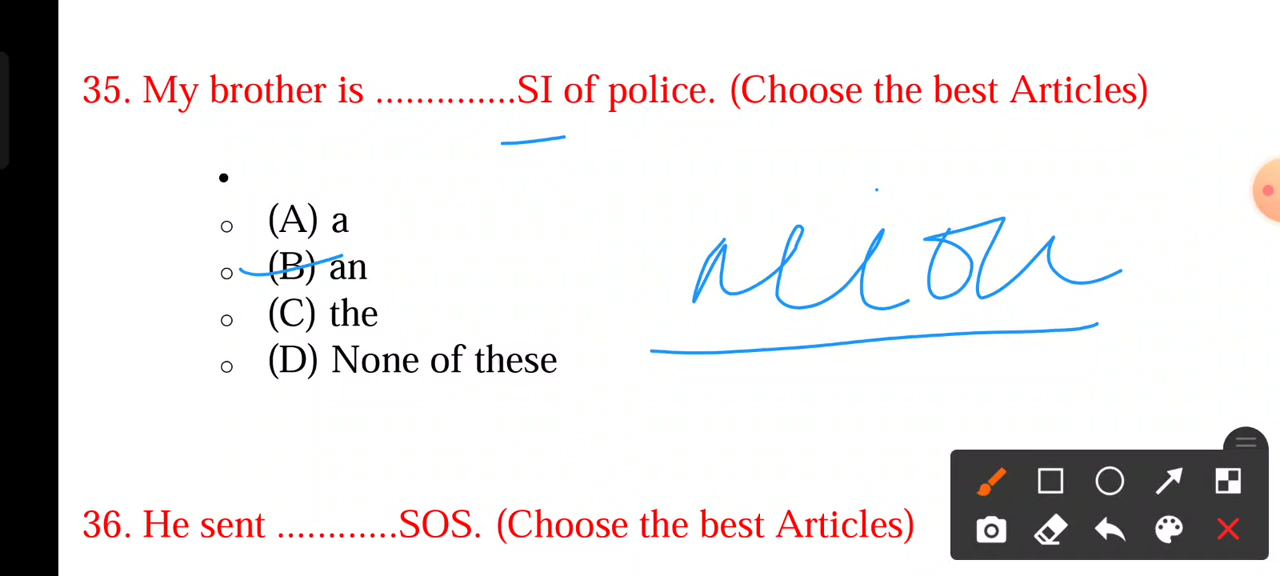 35. My brother is ..............SI of police. (Choose the best Articles)
(A) a
(B) an
(C) the
(D) None of these
36. He sent ............SOS. (Choose the best Articles)